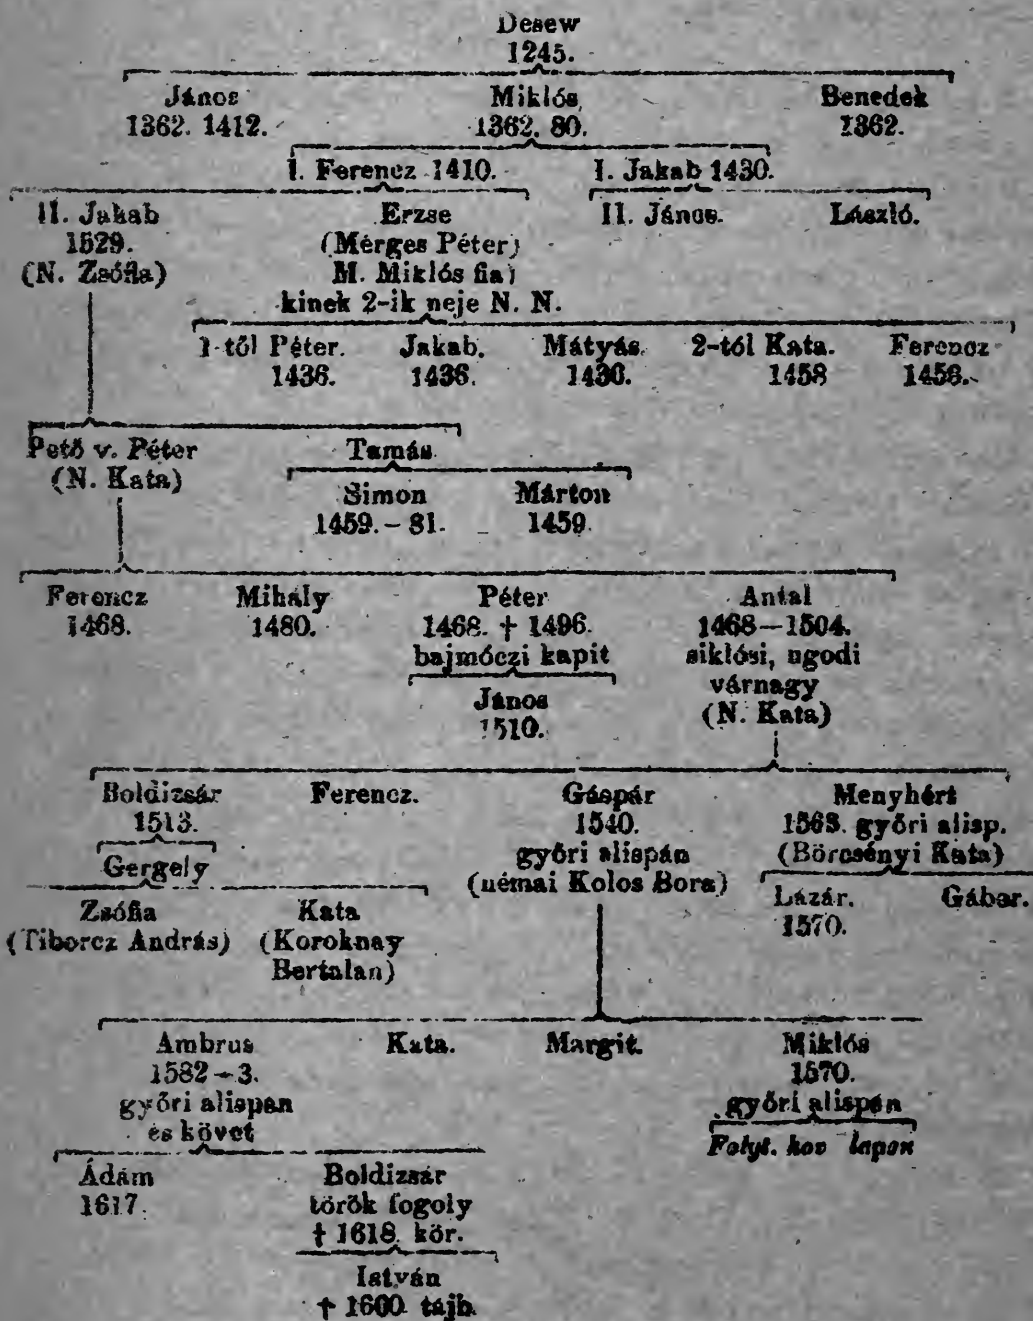 Desew
1245.
János Miklós, Benedek
1362. 1412. 1362. 80. 1362.
I. Ferencz 1410. I. Jakab 1430.
II. Jakab Erzse II. János. László.
1529. (Mérges Péter)
(N. Zsófia) M. Miklós fia)
kinek 2-ik neje N. N.
1-től Péter. Jakab. Mátyás. 2-től Kata. Ferencz
1436. 1436. 1436. 1458 1458.
Pető v. Péter Tamás
(N. Kata)
Simon Márton
1459. – 81. 1459.
Ferencz Mihály Péter Antal
1468. 1480. 1468. † 1496. 1468–1504.
bajmóczi kapit siklósi, ugodi
várnagy
János (N. Kata)
1510.
Boldizsár Ferencz. Gáspár Menyhért
1513. 1540. 1563. győri alisp.
Gergely győri alispán (Börcsényi Kata)
(némai Kolos Bora)
Zsófia Kata Lázár. Gábor.
(Tiborcz András) (Koroknay 1570.
Bertalan)
Ambrus Kata. Margit. Miklós
1582–3. 1570.
győri alispan győri alispán
és követ Folyt. kov lapon
Ádám Boldizsár
1617. török fogoly
† 1618. kör.
István
† 1600. tájb.